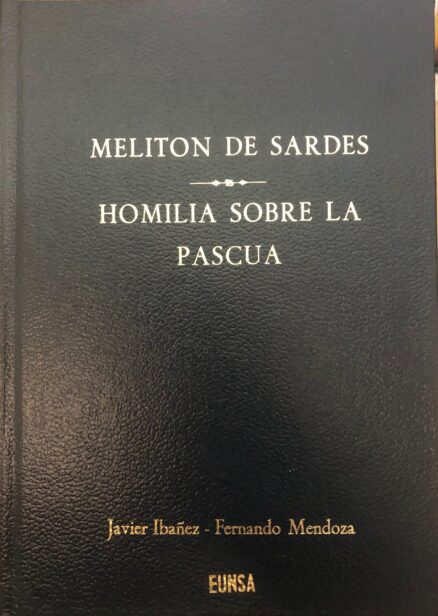 MELITON DE SARDES
HOMILIA SOBRE LA
PASCUA
Javier Ibañez - Fernando Mendoza
EUNSA